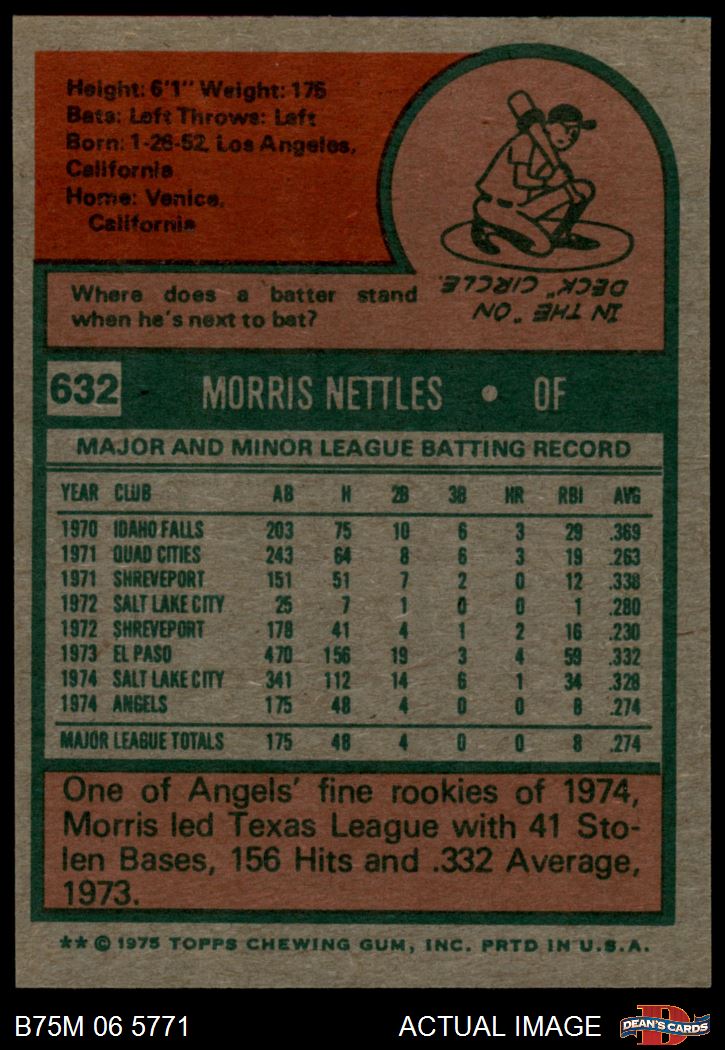 Height: 6'1" Weight: 175
Bats: Left Throws: Left
Born: 1-26-52, Los Angeles,
California
Home: Venice,
California
Where does a batter stand
when he's next to bat?
IN THE "ON
DECK" CIRCLE.
632 MORRIS NETTLES • OF
MAJOR AND MINOR LEAGUE BATTING RECORD
YEAR CLUB AB H 2B 3B HR RBI AVG
1970 IDAHO FALLS 203 75 10 6 3 29 .369
1971 QUAD CITIES 243 64 8 6 3 19 .263
1971 SHREVEPORT 151 51 7 2 0 12 .338
1972 SALT LAKE CITY 25 7 1 0 0 1 .280
1972 SHREVEPORT 178 41 4 1 2 16 .230
1973 EL PASO 470 156 19 3 4 59 .332
1974 SALT LAKE CITY 341 112 14 6 1 34 .328
1974 ANGELS 175 48 4 0 0 8 .274
MAJOR LEAGUE TOTALS 175 48 4 0 0 8 .274
One of Angels' fine rookies of 1974,
Morris led Texas League with 41 Sto-
len Bases, 156 Hits and .332 Average,
1973.
** © 1975 TOPPS CHEWING GUM, INC. PRTD IN U.S.A.
B75M 06 5771 ACTUAL IMAGE D DEAN'S CARDS